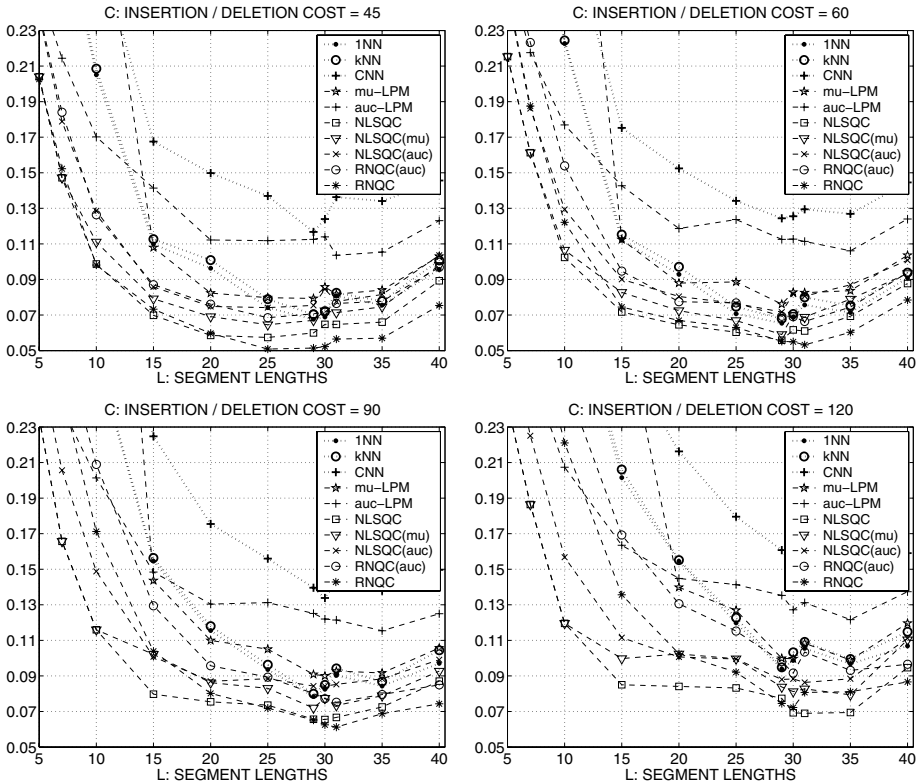 C: INSERTION / DELETION COST = 45
0.23
0.21
0.19
0.17
0.15
0.13
0.11
0.09
0.07
0.05
5 10 15 20 25 30 35 40
L: SEGMENT LENGTHS
1NN
kNN
CNN
mu-LPM
auc-LPM
NLSQC
NLSQC(mu)
NLSQC(auc)
RNQC(auc)
RNQC
C: INSERTION / DELETION COST = 60
0.23
0.21
0.19
0.17
0.15
0.13
0.11
0.09
0.07
0.05
5 10 15 20 25 30 35 40
L: SEGMENT LENGTHS
1NN
kNN
CNN
mu-LPM
auc-LPM
NLSQC
NLSQC(mu)
NLSQC(auc)
RNQC(auc)
RNQC
C: INSERTION / DELETION COST = 90
0.23
0.21
0.19
0.17
0.15
0.13
0.11
0.09
0.07
0.05
5 10 15 20 25 30 35 40
L: SEGMENT LENGTHS
1NN
kNN
CNN
mu-LPM
auc-LPM
NLSQC
NLSQC(mu)
NLSQC(auc)
RNQC(auc)
RNQC
C: INSERTION / DELETION COST = 120
0.23
0.21
0.19
0.17
0.15
0.13
0.11
0.09
0.07
0.05
5 10 15 20 25 30 35 40
L: SEGMENT LENGTHS
1NN
kNN
CNN
mu-LPM
auc-LPM
NLSQC
NLSQC(mu)
NLSQC(auc)
RNQC(auc)
RNQC